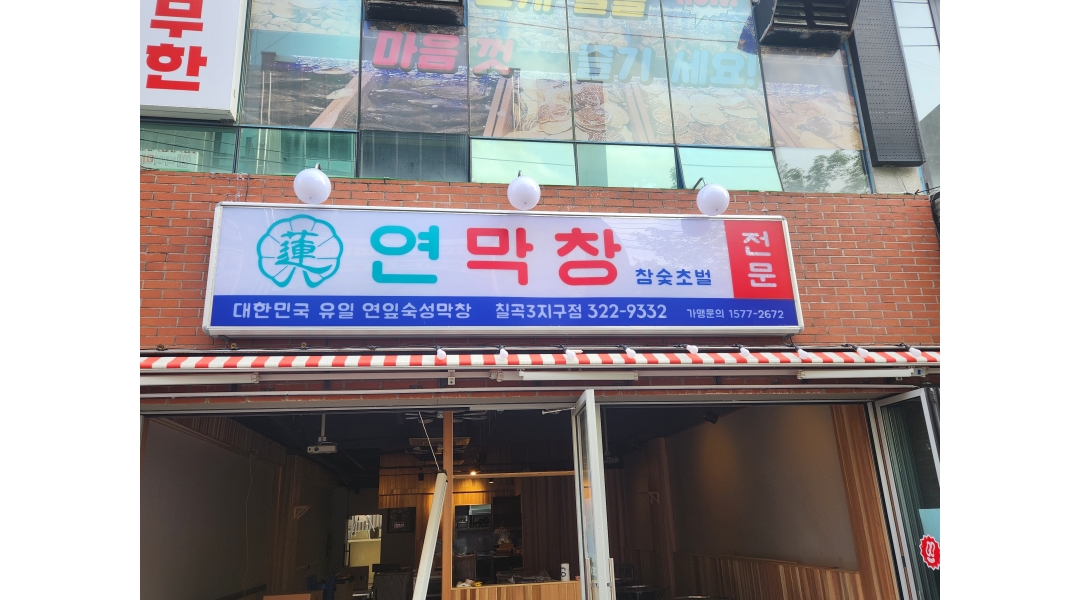 무한
마음 껏 즐기 세요!
蓮 연막창 참숯초벌 전문
대한민국 유일 연잎숙성막창 칠곡3지구점 322-9332 가맹문의 1577-2672
연